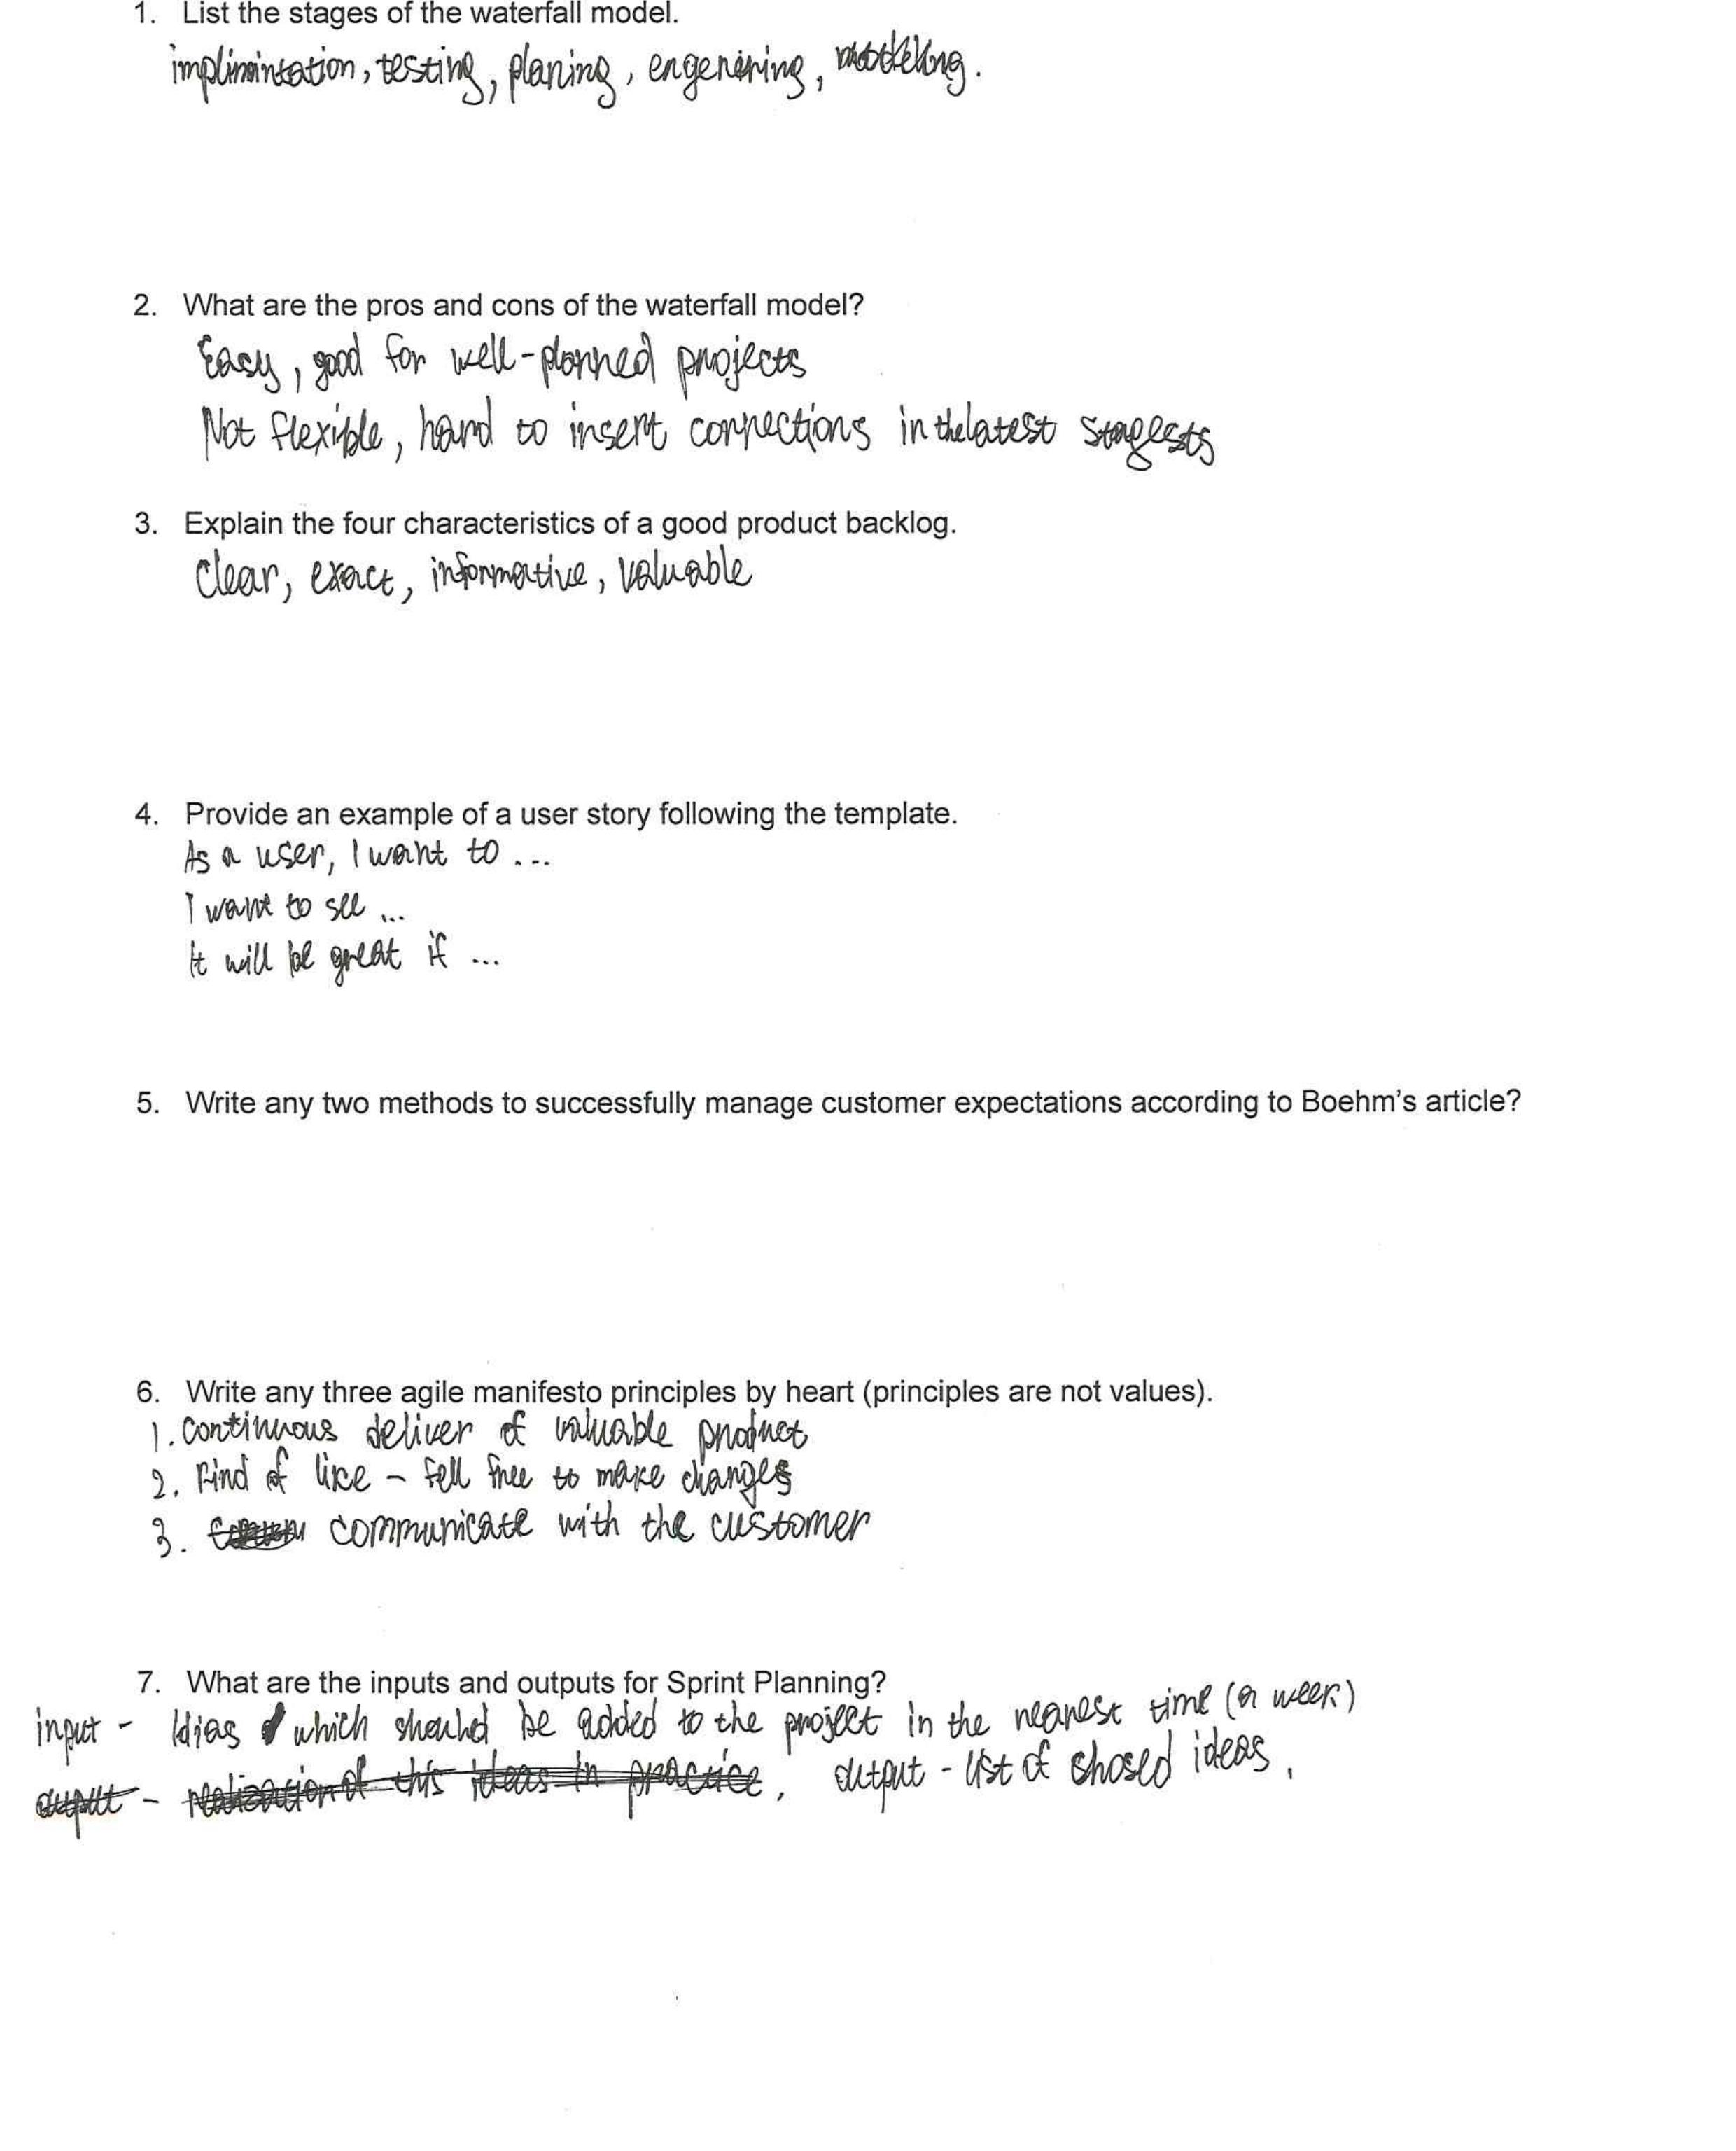 1. List the stages of the waterfall model.
implimintation, testing, planing, engenering, modeling.
2. What are the pros and cons of the waterfall model?
Easy, good for well-planned projects
Not flexible, hard to insert corrections in the latest
3. Explain the four characteristics of a good product backlog.
Clear, exact, informative, valuable
4. Provide an example of a user story following the template.
As a user, I want to ...
I want to see ...
It will be great if ...
5. Write any two methods to successfully manage customer expectations according to Boehm's article?
6. Write any three agile manifesto principles by heart (principles are not values).
1. Continuous deliver of valuable product
2. Kind of like - fell free to make changes
3. communicate with the customer
7. What are the inputs and outputs for Sprint Planning?
input - Idias which should be added to the project in the nearest time (a week)
output - realization of this ideas in practice, output - list of chosed ideas.